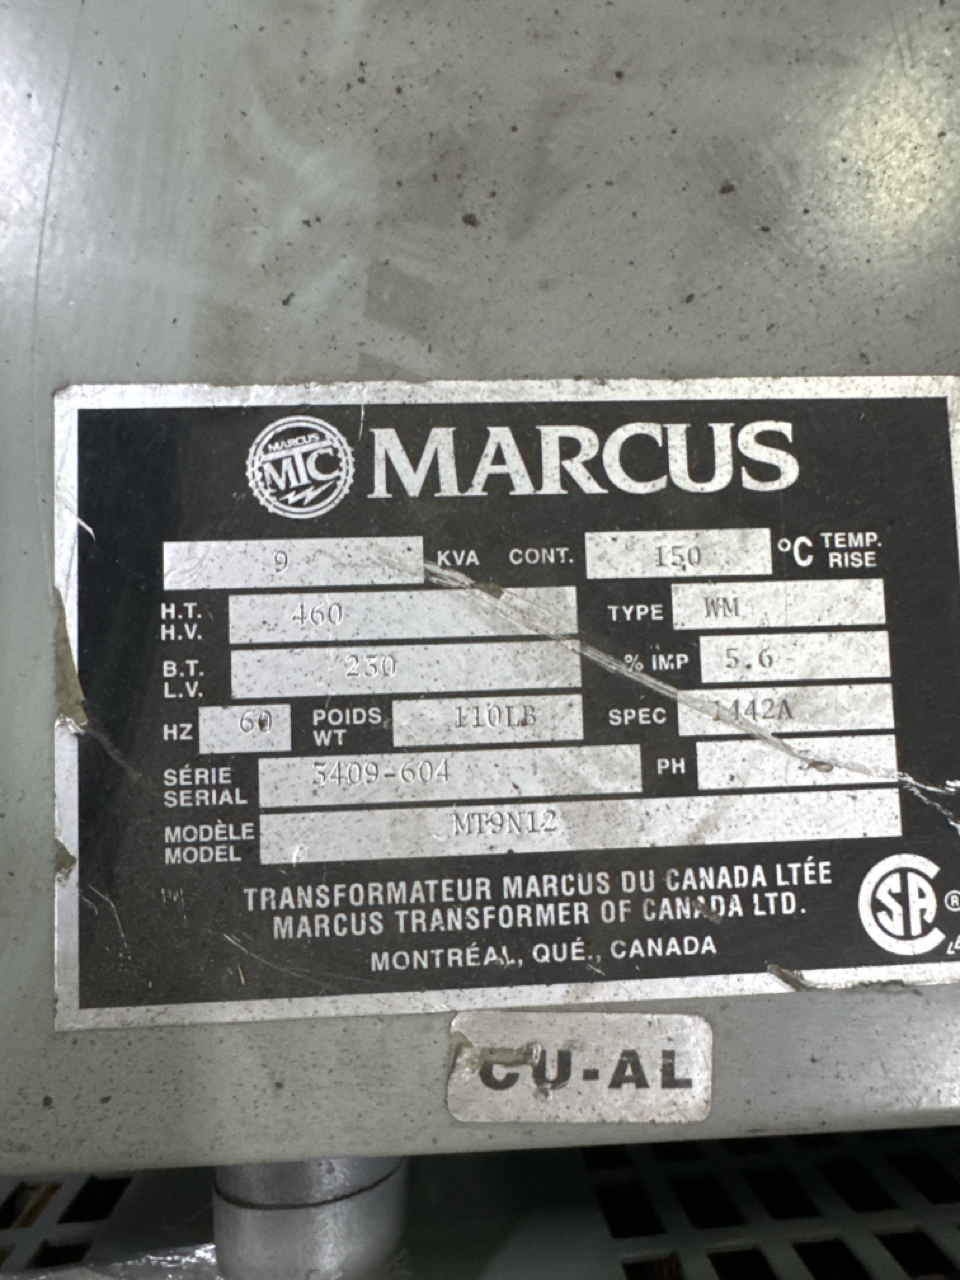 MARCUS
MTC
MARCUS
9 KVA CONT. 150 °C TEMP. RISE
H.T.
H.V. 460 TYPE WM
B.T.
L.V. 230 % IMP 5.6
HZ 60 POIDS
WT 110LB SPEC 1442A
SÉRIE
SERIAL 3409-604 PH
MODÈLE
MODEL MT9N12
TRANSFORMATEUR MARCUS DU CANADA LTÉE
MARCUS TRANSFORMER OF CANADA LTD.
MONTRÉAL, QUÉ., CANADA
CSA ®
CU-AL